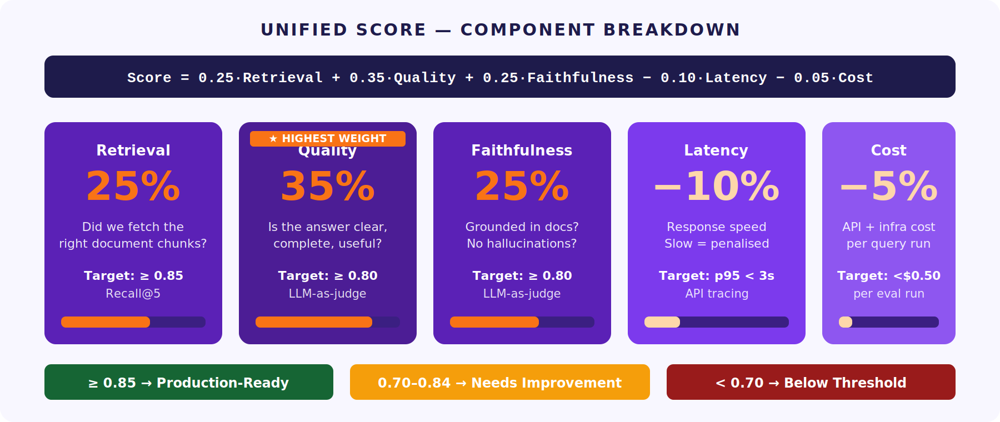 UNIFIED SCORE — COMPONENT BREAKDOWN
Score = 0.25·Retrieval + 0.35·Quality + 0.25·Faithfulness − 0.10·Latency − 0.05·Cost
Retrieval
25%
Did we fetch the
right document chunks?
Target: ≥ 0.85
Recall@5
★ HIGHEST WEIGHT
Quality
35%
Is the answer clear,
complete, useful?
Target: ≥ 0.80
LLM-as-judge
Faithfulness
25%
Grounded in docs?
No hallucinations?
Target: ≥ 0.80
LLM-as-judge
Latency
−10%
Response speed
Slow = penalised
Target: p95 < 3s
API tracing
Cost
−5%
API + infra cost
per query run
Target: <$0.50
per eval run
≥ 0.85 → Production-Ready
0.70–0.84 → Needs Improvement
< 0.70 → Below Threshold